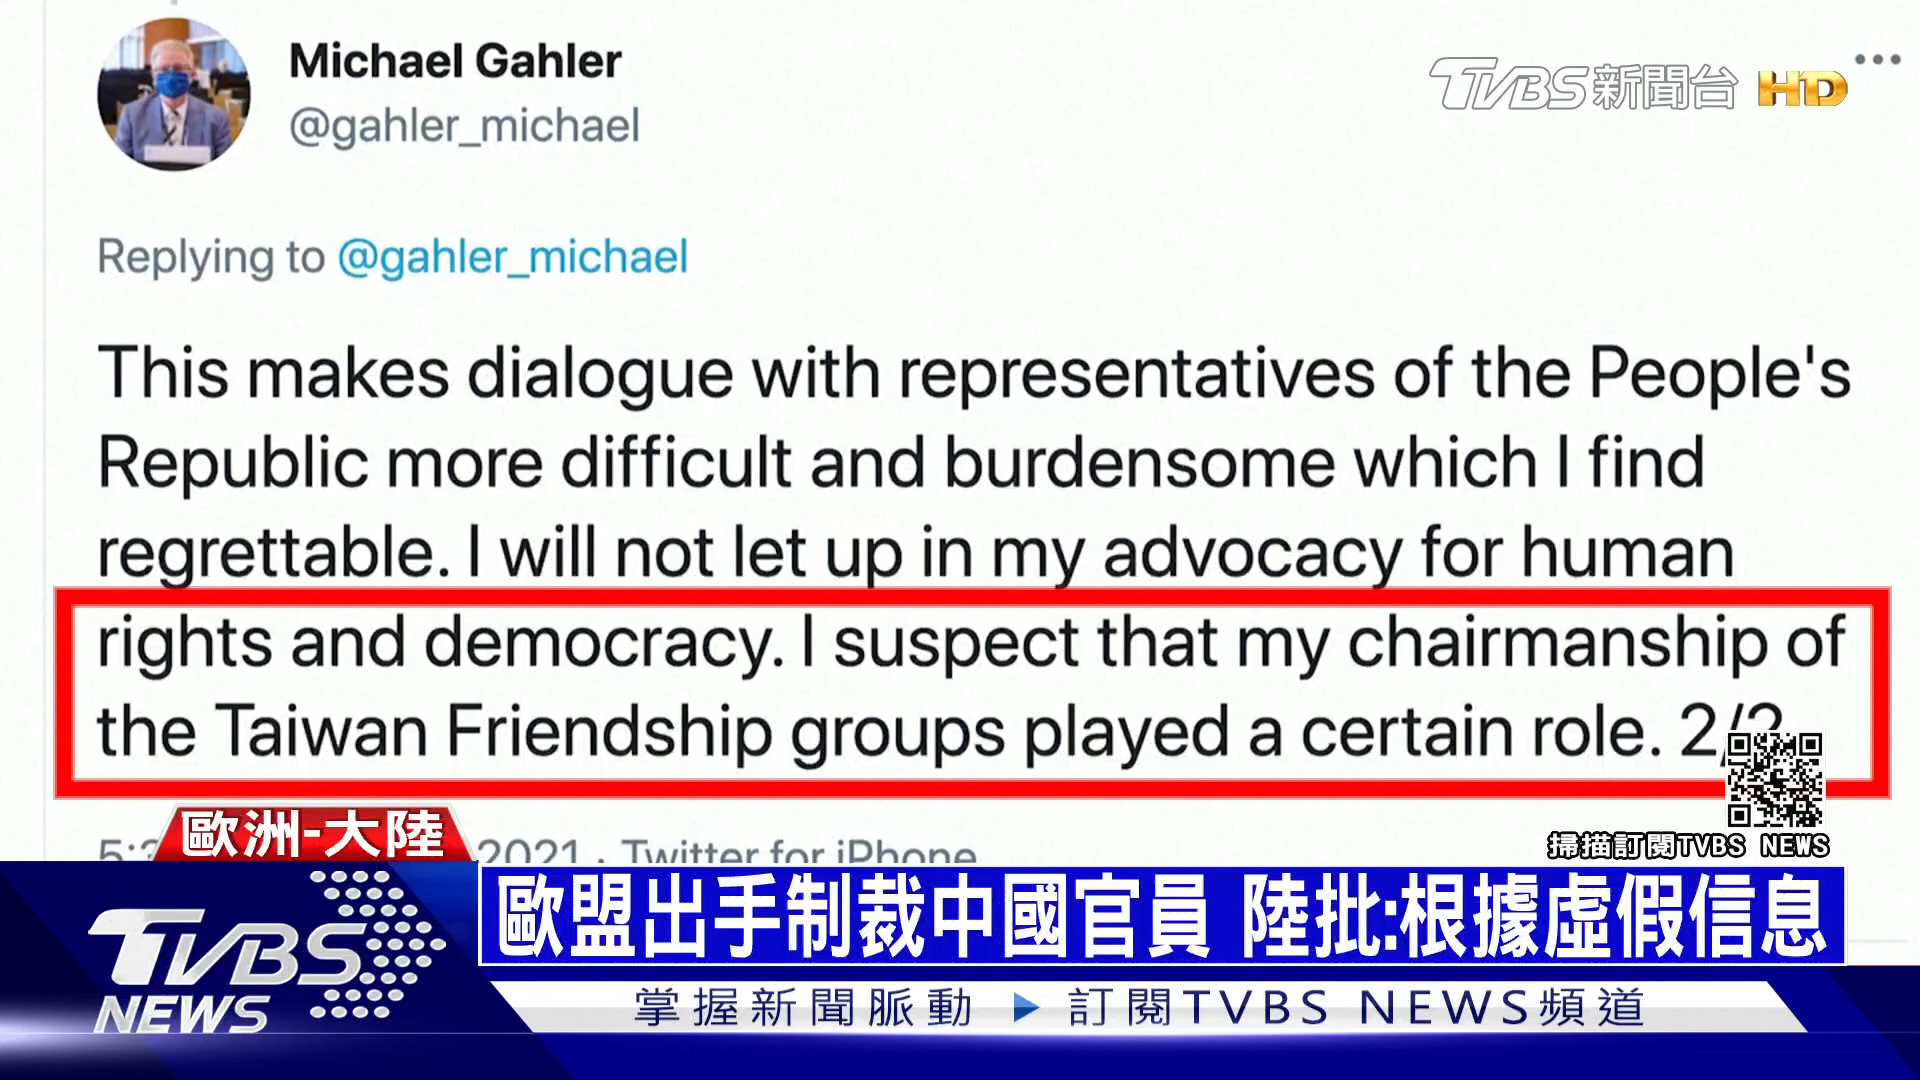 Michael Gahler
@gahler_michael
TVBS新聞台 HD
Replying to @gahler_michael
This makes dialogue with representatives of the People's
Republic more difficult and burdensome which I find
regrettable. I will not let up in my advocacy for human
rights and democracy. I suspect that my chairmanship of
the Taiwan Friendship groups played a certain role. 2/2
2021 · Twitter for iPhone
掃描訂閱TVBS NEWS
歐洲-大陸
歐盟出手制裁中國官員 陸批:根據虛假信息
TVBS
NEWS
掌握新聞脈動 ▶ 訂閱TVBS NEWS頻道